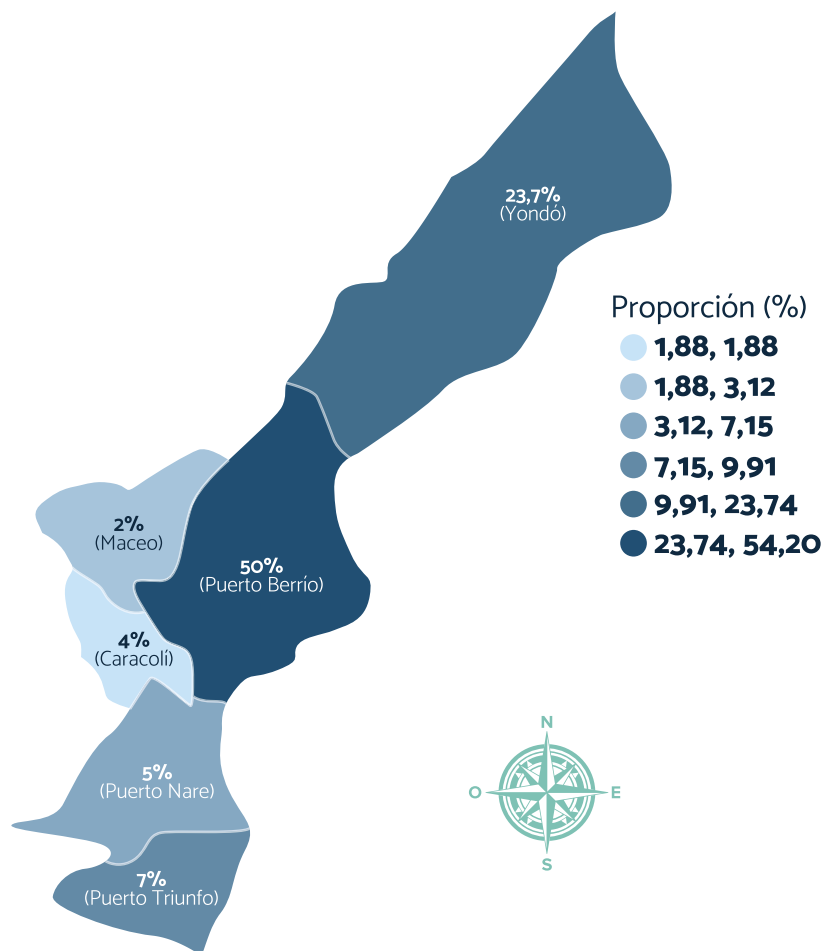 23,7%
(Yondó)
Proporción (%)
1,88, 1,88
1,88, 3,12
3,12, 7,15
7,15, 9,91
9,91, 23,74
23,74, 54,20
2%
(Maceo)
50%
(Puerto Berrío)
4%
(Caracolí)
5%
(Puerto Nare)
7%
(Puerto Triunfo)
N
O
E
S